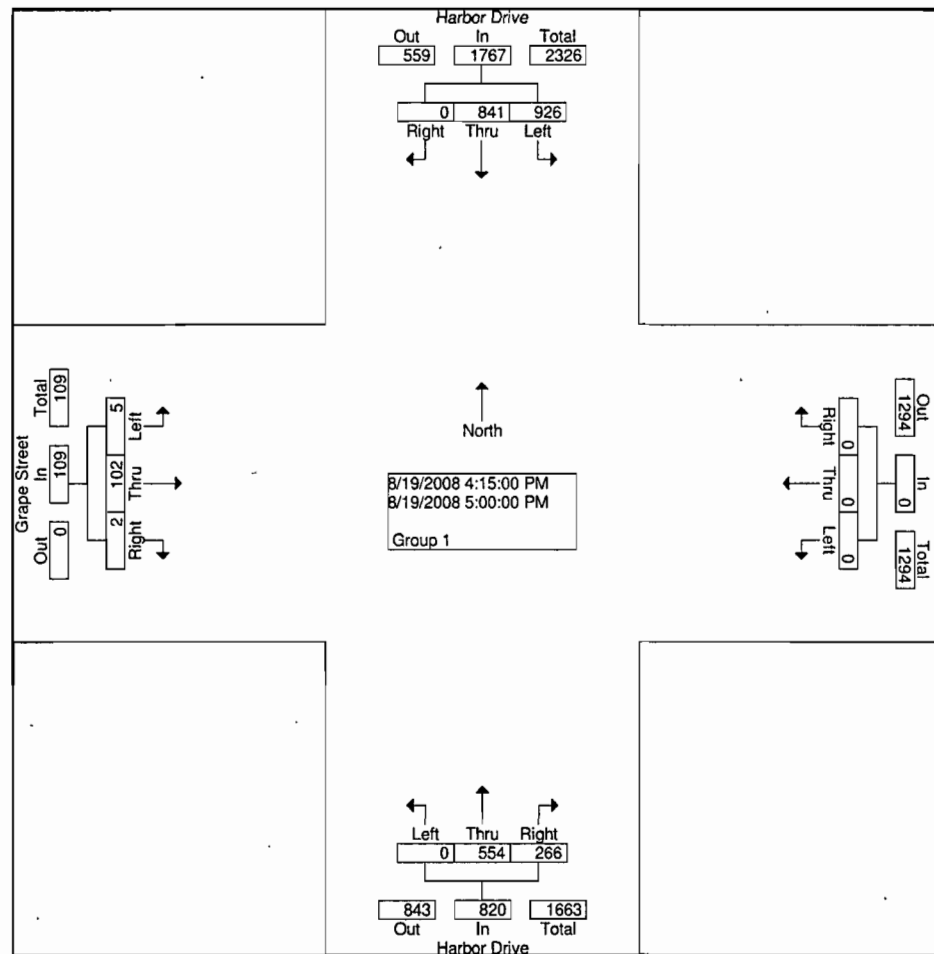 Harbor Drive
Out In Total
559 1767 2326
0 841 926
Right Thru Left
Grape Street
Total In Out
109 109 0
5 102 2
Left Thru Right
North
8/19/2008 4:15:00 PM
8/19/2008 5:00:00 PM
Group 1
Right Thru Left
0 0 0
Out In Total
1294 0 1294
Left Thru Right
0 554 266
843 820 1663
Out In Total
Harbor Drive